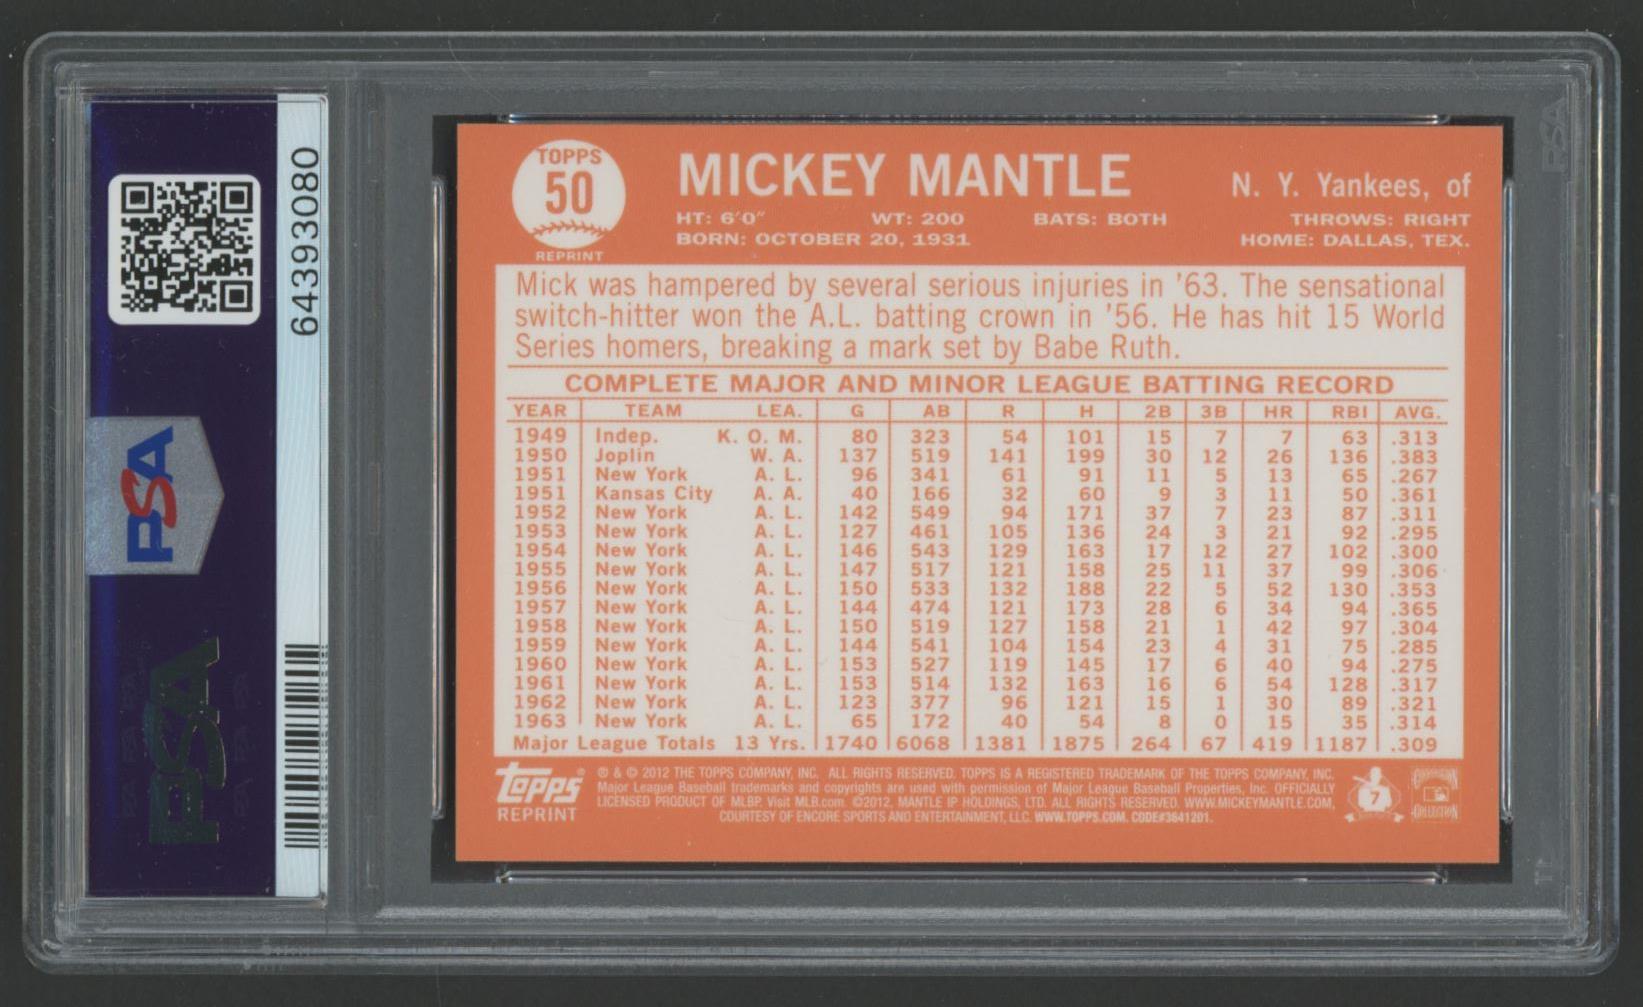 64393080
PSA
PSA
TOPPS
50
REPRINT
MICKEY MANTLE
N. Y. Yankees, of
HT: 6'0" WT: 200 BATS: BOTH THROWS: RIGHT
BORN: OCTOBER 20, 1931 HOME: DALLAS, TEX.
Mick was hampered by several serious injuries in '63. The sensational
switch-hitter won the A.L. batting crown in '56. He has hit 15 World
Series homers, breaking a mark set by Babe Ruth.
COMPLETE MAJOR AND MINOR LEAGUE BATTING RECORD
YEAR TEAM LEA. G AB R H 2B 3B HR RBI AVG.
1949 Indep. K. O. M. 80 323 54 101 15 7 7 63 .313
1950 Joplin W. A. 137 519 141 199 30 12 26 136 .383
1951 New York A. L. 96 341 61 91 11 5 13 65 .267
1951 Kansas City A. A. 40 166 32 60 9 3 11 50 .361
1952 New York A. L. 142 549 94 171 37 7 23 87 .311
1953 New York A. L. 127 461 105 136 24 3 21 92 .295
1954 New York A. L. 146 543 129 163 17 12 27 102 .300
1955 New York A. L. 147 517 121 158 25 11 37 99 .306
1956 New York A. L. 150 533 132 188 22 5 52 130 .353
1957 New York A. L. 144 474 121 173 28 6 34 94 .365
1958 New York A. L. 150 519 127 158 21 1 42 97 .304
1959 New York A. L. 144 541 104 154 23 4 31 75 .285
1960 New York A. L. 153 527 119 145 17 6 40 94 .275
1961 New York A. L. 153 514 132 163 16 6 54 128 .317
1962 New York A. L. 123 377 96 121 15 1 30 89 .321
1963 New York A. L. 65 172 40 54 8 0 15 35 .314
Major League Totals 13 Yrs. 1740 6068 1381 1875 264 67 419 1187 .309
topps
REPRINT
® & © 2012 THE TOPPS COMPANY, INC. ALL RIGHTS RESERVED. TOPPS IS A REGISTERED TRADEMARK OF THE TOPPS COMPANY, INC.
Major League Baseball trademarks and copyrights are used with permission of Major League Baseball Properties, Inc. OFFICIALLY
LICENSED PRODUCT OF MLBP. Visit MLB.com. ©2012, MANTLE IP HOLDINGS, LTD. ALL RIGHTS RESERVED. WWW.MICKEYMANTLE.COM,
COURTESY OF ENCORE SPORTS AND ENTERTAINMENT, LLC. WWW.TOPPS.COM. CODE#3641201.
7
COOPERSTOWN
COLLECTION
PSA